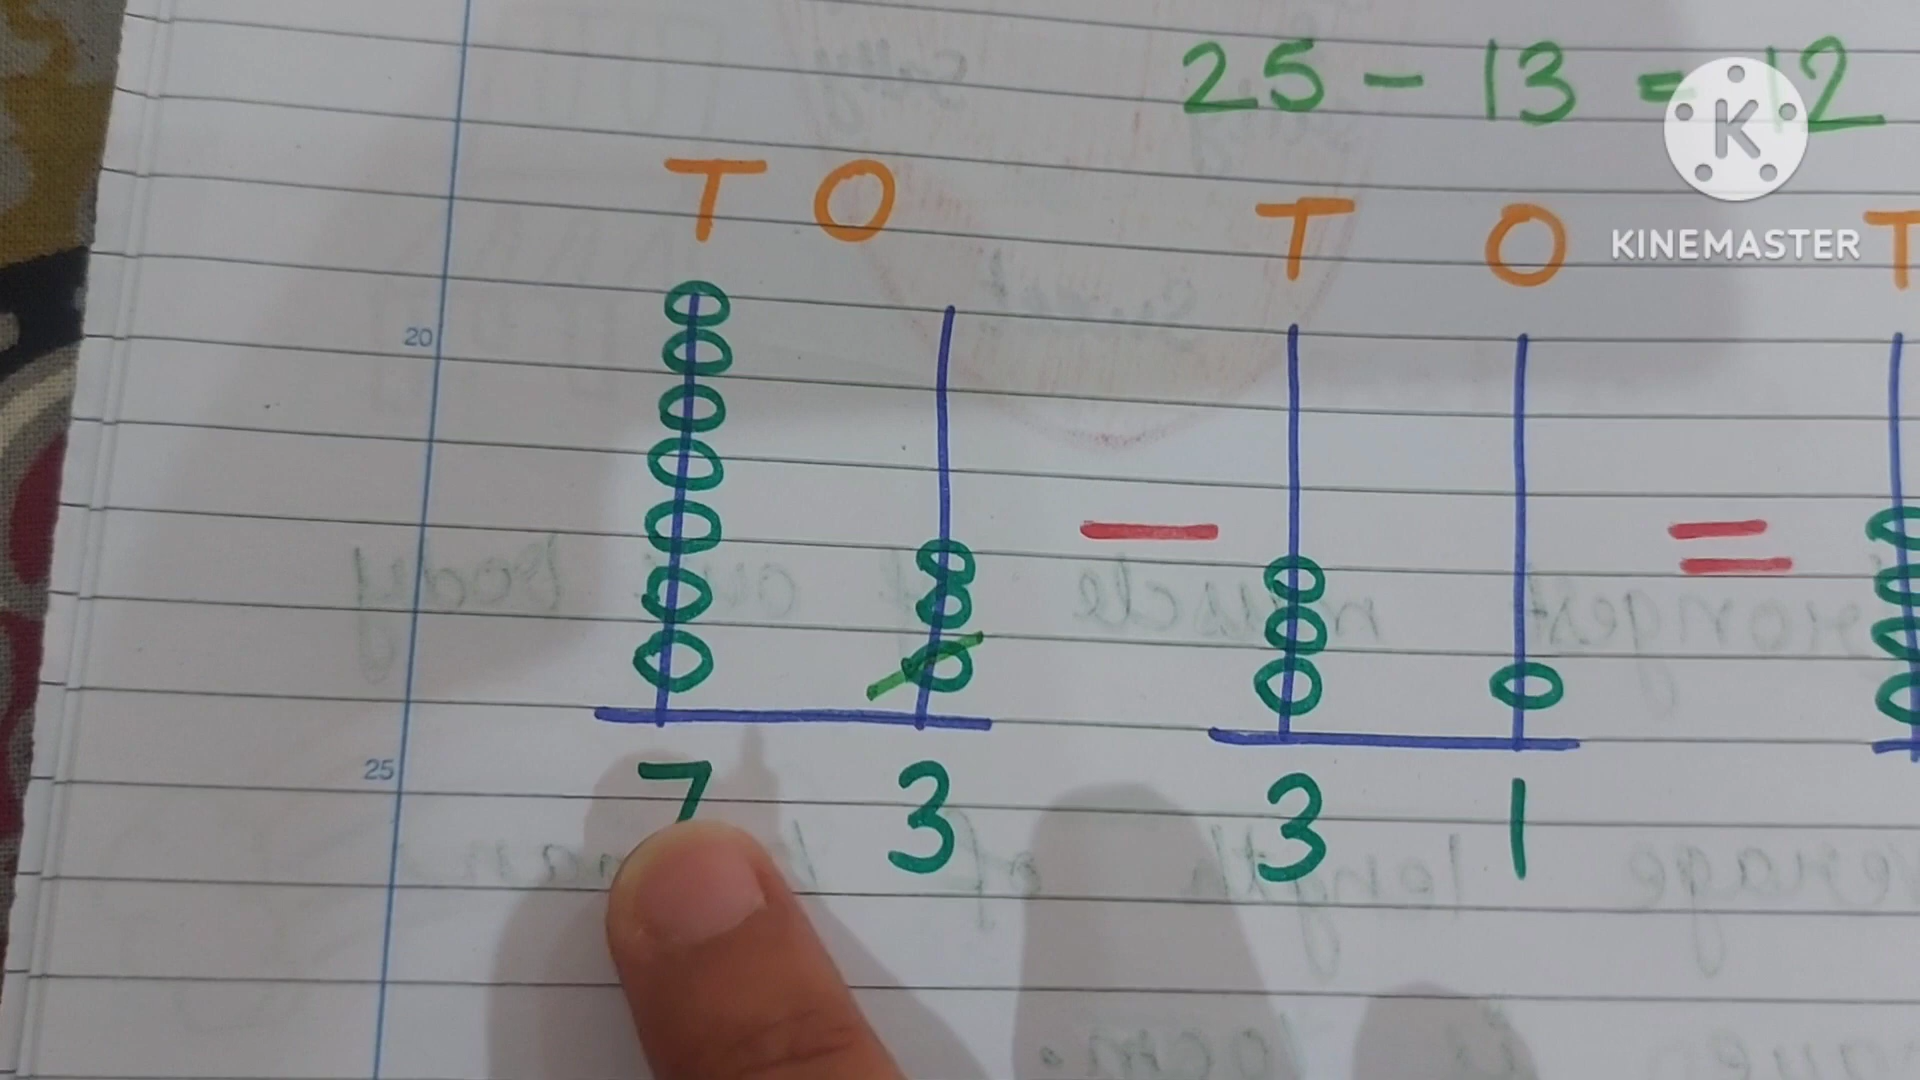 25 - 13 = 12
K
KINEMASTER
T O T O T
20
—
=
25
7 3 3 1